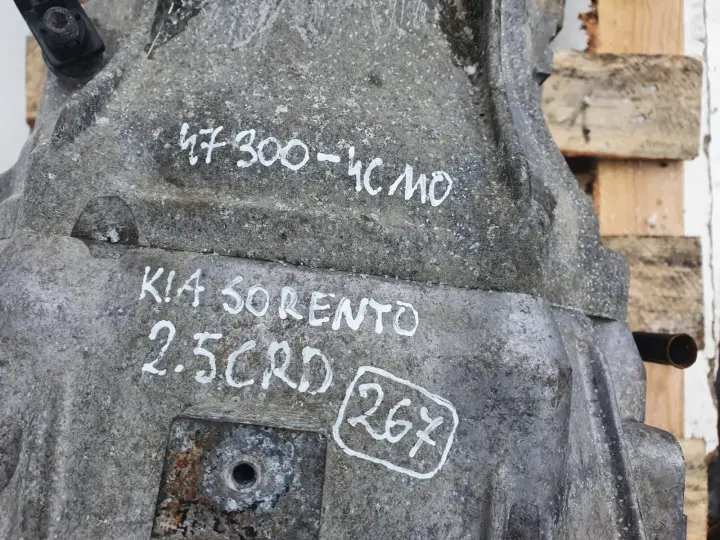 47300-4C110
KIA SORENTO
2.5CRD
267